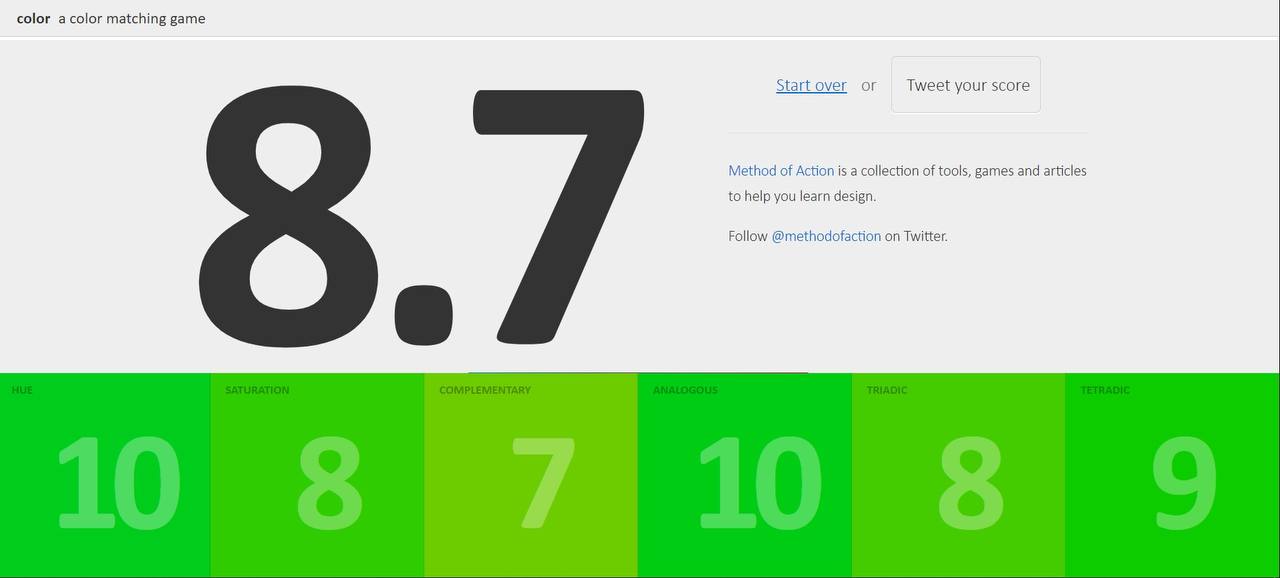 color a color matching game
8.7
Start over or Tweet your score
Method of Action is a collection of tools, games and articles
to help you learn design.
Follow @methodofaction on Twitter.
HUE
10
SATURATION
8
COMPLEMENTARY
7
ANALOGOUS
10
TRIADIC
8
TETRADIC
9